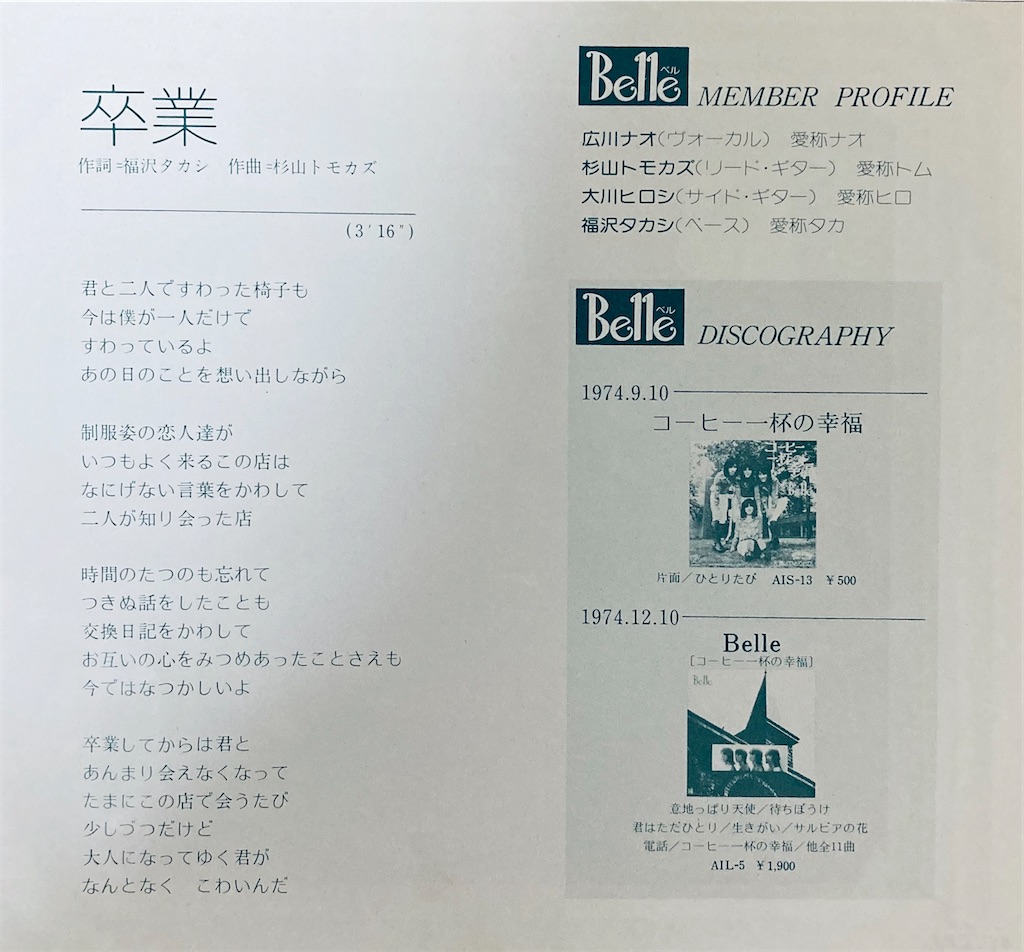 卒業
作詞=福沢タカシ 作曲=杉山トモカズ
(3'16")
君と二人ですわった椅子も
今は僕が一人だけで
すわっているよ
あの日のことを想い出しながら
制服姿の恋人達が
いつもよく来るこの店は
なにげない言葉をかわして
二人が知り会った店
時間のたつのも忘れて
つきぬ話をしたことも
交換日記をかわして
お互いの心をみつめあったことさえも
今ではなつかしいよ
卒業してからは君と
あんまり会えなくなって
たまにこの店で会うたび
少しづつだけど
大人になってゆく君が
なんとなく こわいんだ
Belle ベル MEMBER PROFILE
広川ナオ(ヴォーカル) 愛称ナオ
杉山トモカズ(リード・ギター) 愛称トム
大川ヒロシ(サイド・ギター) 愛称ヒロ
福沢タカシ(ベース) 愛称タカ
Belle ベル DISCOGRAPHY
1974.9.10
コーヒー一杯の幸福
コーヒー
一杯の
幸福
Belle
片面/ひとりたび AIS-13 ¥500
1974.12.10
Belle
[コーヒー一杯の幸福]
Belle
意地っぱり天使/待ちぼうけ
君はただひとり/生きがい/サルビアの花
電話/コーヒー一杯の幸福/他全11曲
AIL-5 ¥1,900